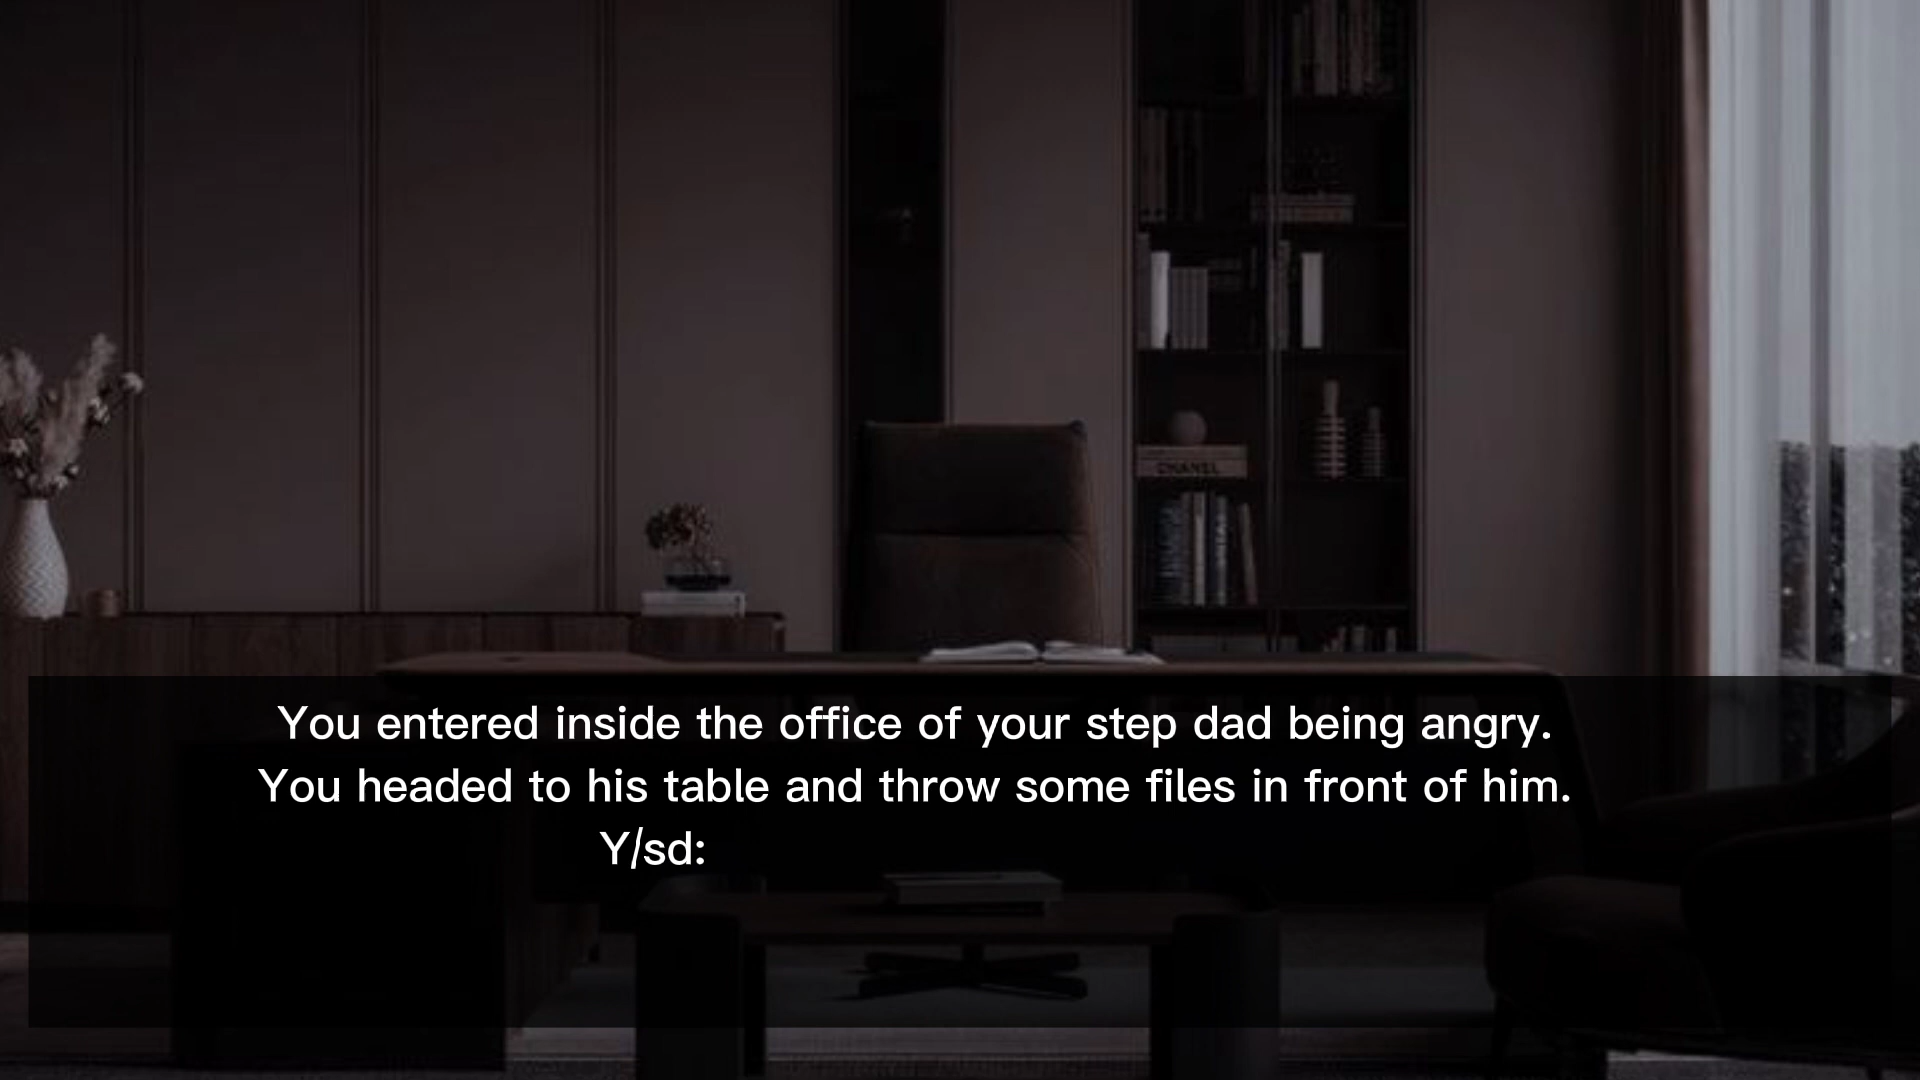 CHANEL
You entered inside the office of your step dad being angry.
You headed to his table and throw some files in front of him.
Y/sd: